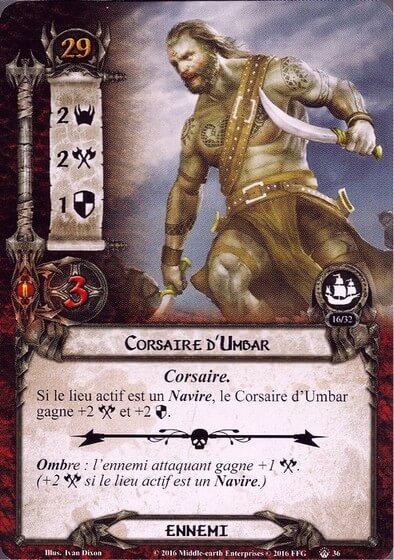 29
2
2
1
3
16/32
Corsaire d'Umbar
Corsaire.
Si le lieu actif est un Navire, le Corsaire d'Umbar
gagne +2 et +2 .
Ombre : l'ennemi attaquant gagne +1 .
(+2 si le lieu actif est un Navire.)
ENNEMI
Illus. Ivan Dixon © 2016 Middle-earth Enterprises © 2016 FFG 36